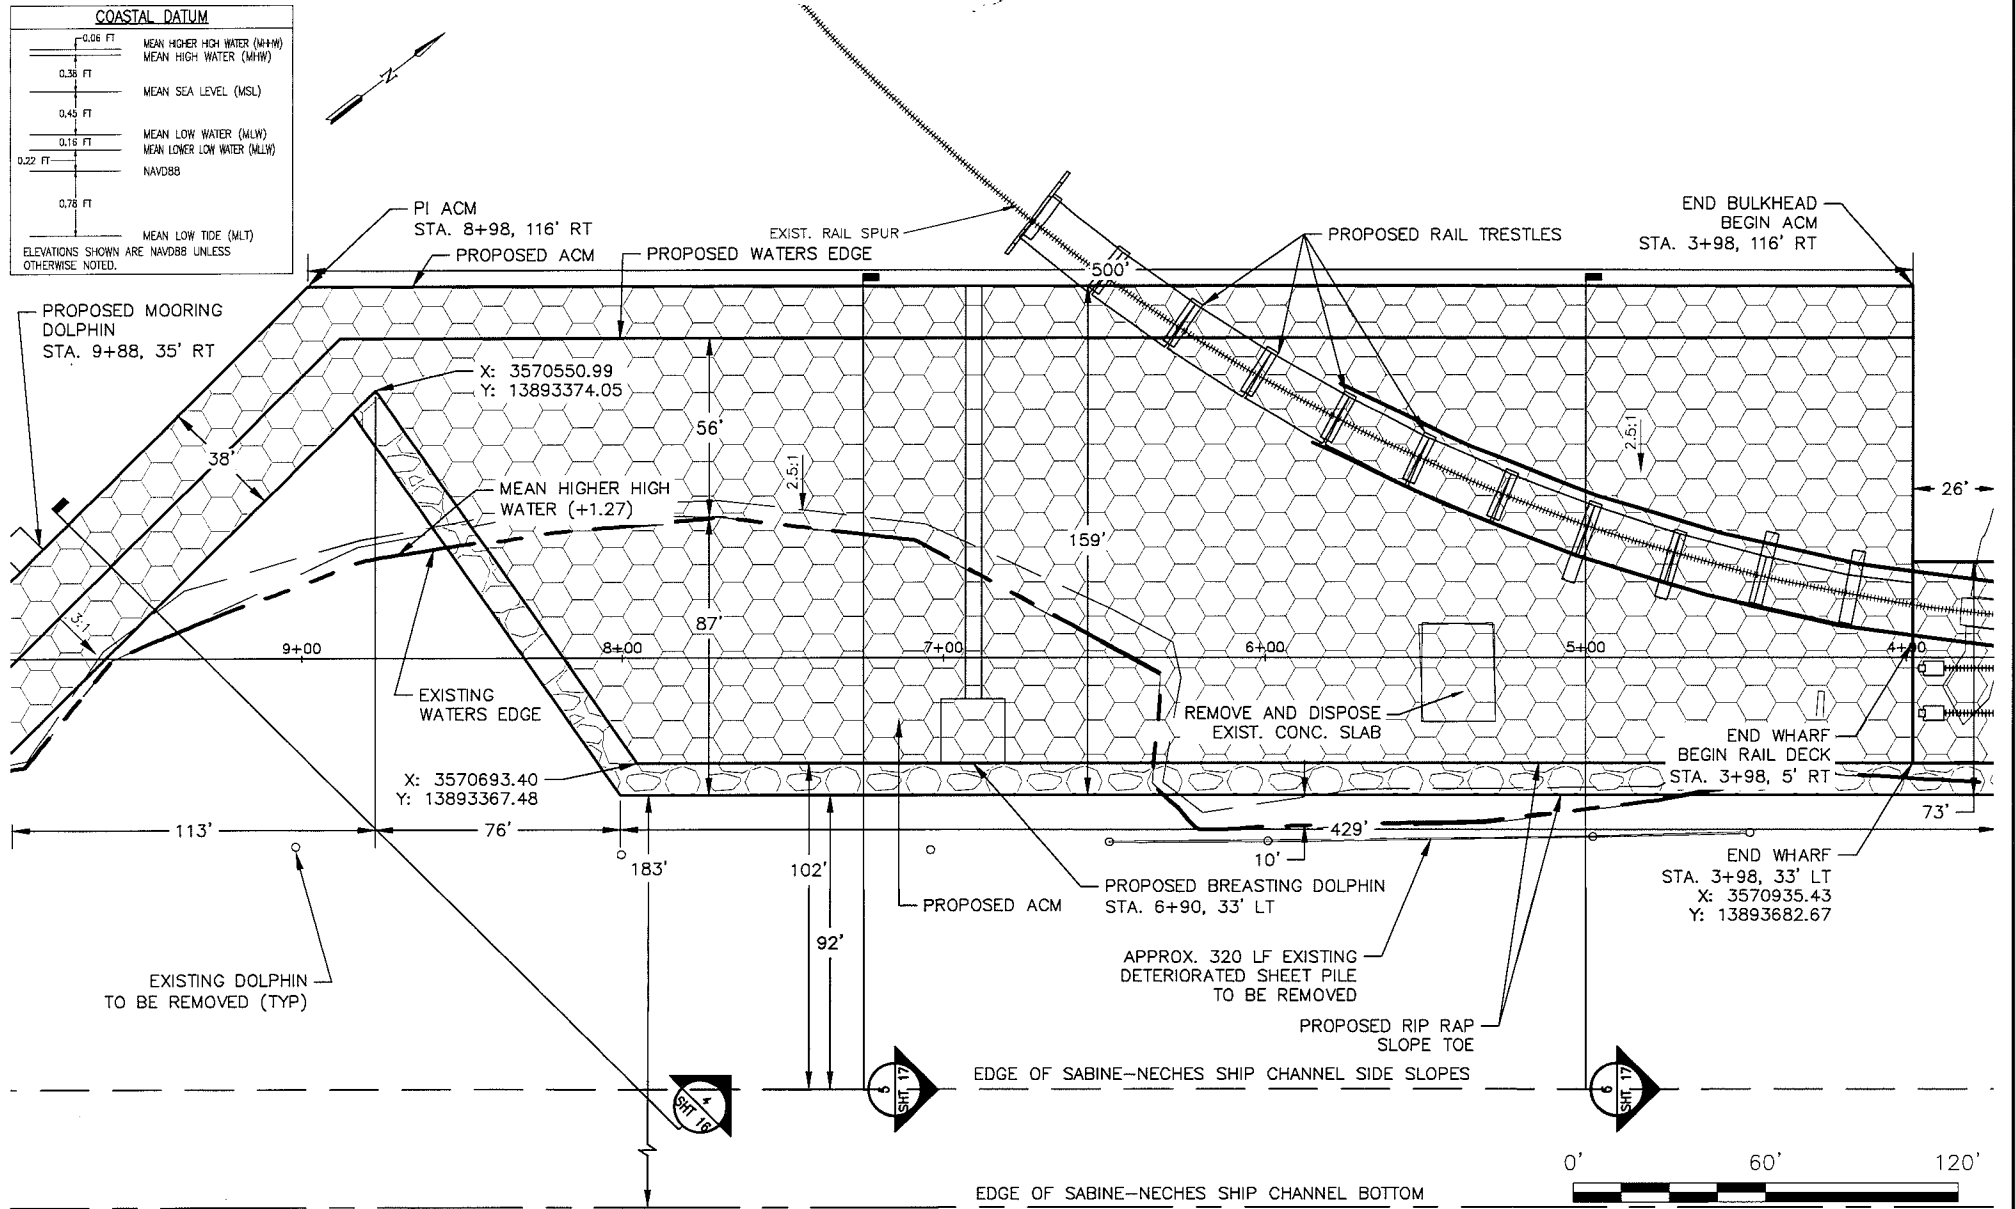 COASTAL DATUM
0.06 FT
MEAN HIGHER HIGH WATER (MHHW)
MEAN HIGH WATER (MHW)
0.38 FT
MEAN SEA LEVEL (MSL)
0.45 FT
MEAN LOW WATER (MLW)
0.16 FT
MEAN LOWER LOW WATER (MLLW)
0.22 FT
NAVD88
0.78 FT
MEAN LOW TIDE (MLT)
ELEVATIONS SHOWN ARE NAVD88 UNLESS
OTHERWISE NOTED.
N
PI ACM
STA. 8+98, 116' RT
PROPOSED ACM
EXIST. RAIL SPUR
PROPOSED WATERS EDGE
500'
PROPOSED RAIL TRESTLES
END BULKHEAD
BEGIN ACM
STA. 3+98, 116' RT
PROPOSED MOORING
DOLPHIN
STA. 9+88, 35' RT
X: 3570550.99
Y: 13893374.05
56'
38'
2.5:1
2.5:1
26'
MEAN HIGHER HIGH
WATER (+1.27)
159'
87'
3:1
9+00
8+00
7+00
6+00
5+00
4+00
EXISTING
WATERS EDGE
REMOVE AND DISPOSE
EXIST. CONC. SLAB
END WHARF
BEGIN RAIL DECK
STA. 3+98, 5' RT
X: 3570693.40
Y: 13893367.48
73'
113'
76'
429'
183'
102'
10'
END WHARF
STA. 3+98, 33' LT
X: 3570935.43
Y: 13893682.67
PROPOSED BREASTING DOLPHIN
STA. 6+90, 33' LT
PROPOSED ACM
92'
APPROX. 320 LF EXISTING
DETERIORATED SHEET PILE
TO BE REMOVED
EXISTING DOLPHIN
TO BE REMOVED (TYP)
PROPOSED RIP RAP
SLOPE TOE
EDGE OF SABINE-NECHES SHIP CHANNEL SIDE SLOPES
4
SHT 16
5
SHT 17
6
SHT 17
0'
60'
120'
EDGE OF SABINE-NECHES SHIP CHANNEL BOTTOM